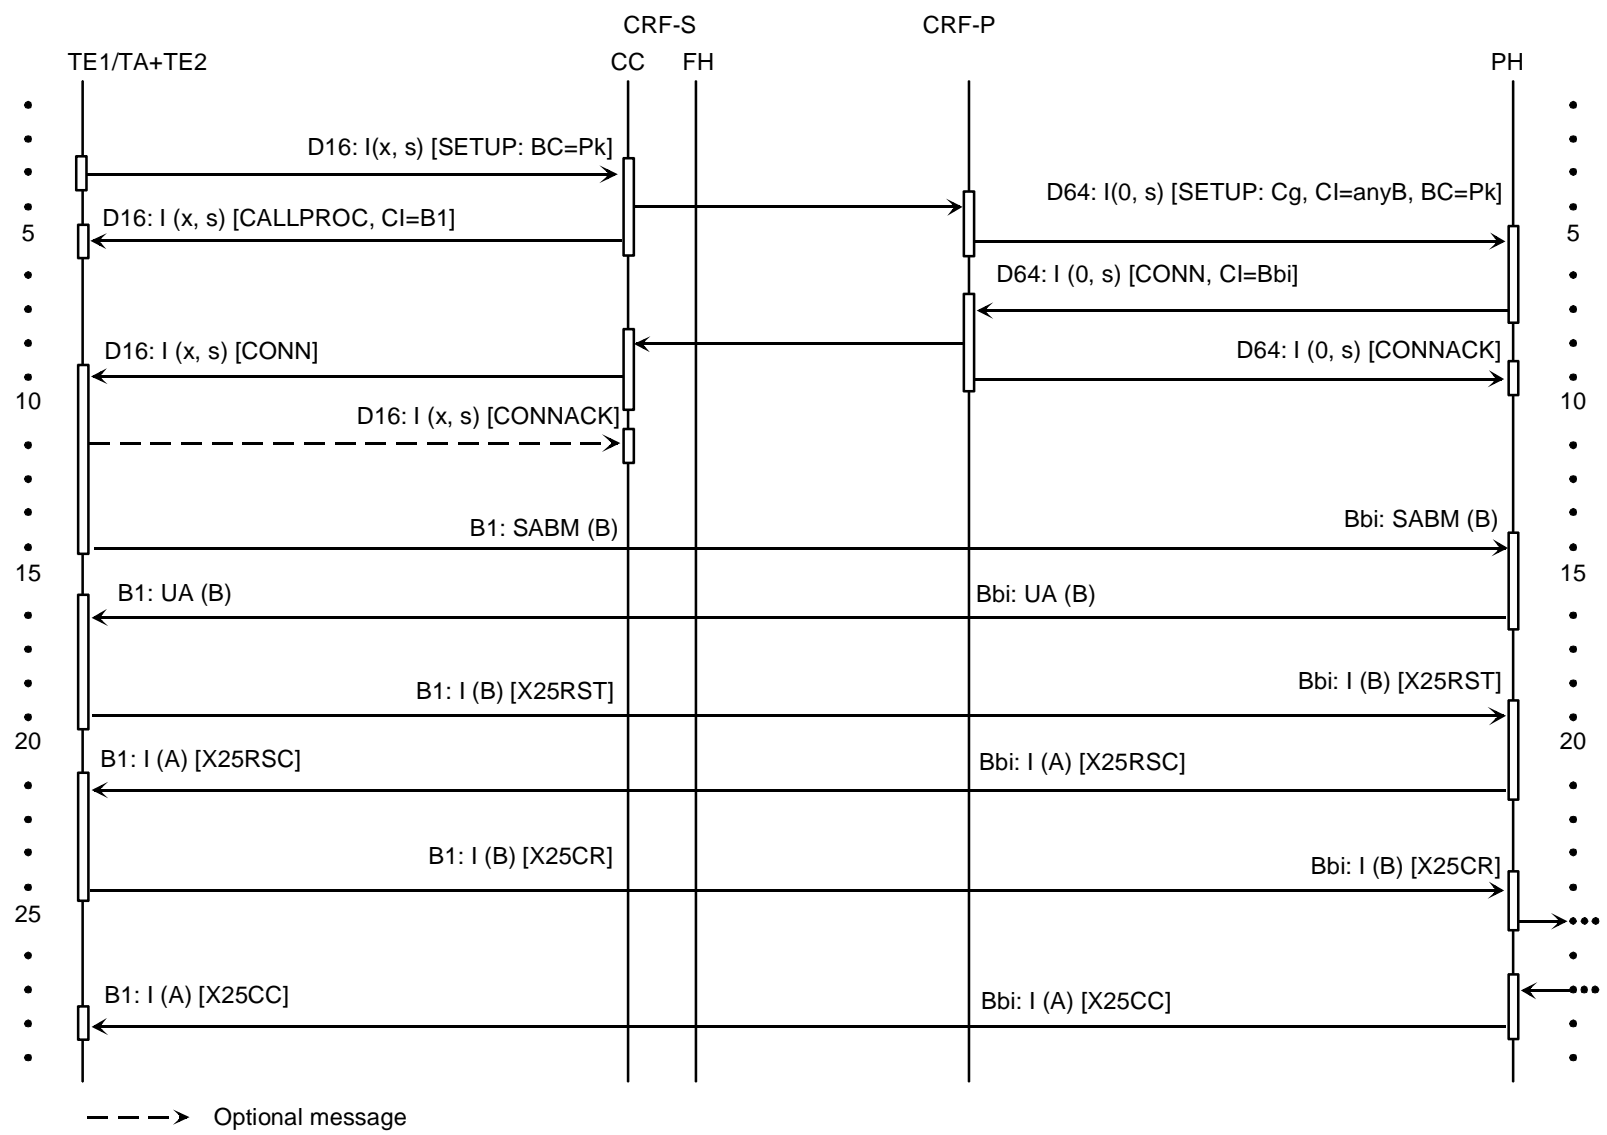 CRF-S CRF-P
TE1/TA+TE2 CC FH PH
D16: I(x, s) [SETUP: BC=Pk]
D64: I(0, s) [SETUP: Cg, CI=anyB, BC=Pk]
D16: I (x, s) [CALLPROC, CI=B1]
5 5
D64: I (0, s) [CONN, CI=Bbi]
D16: I (x, s) [CONN] D64: I (0, s) [CONNACK]
10 10
D16: I (x, s) [CONNACK]
B1: SABM (B) Bbi: SABM (B)
15 15
B1: UA (B) Bbi: UA (B)
B1: I (B) [X25RST] Bbi: I (B) [X25RST]
20 20
B1: I (A) [X25RSC] Bbi: I (A) [X25RSC]
B1: I (B) [X25CR] Bbi: I (B) [X25CR]
25
B1: I (A) [X25CC] Bbi: I (A) [X25CC]
Optional message